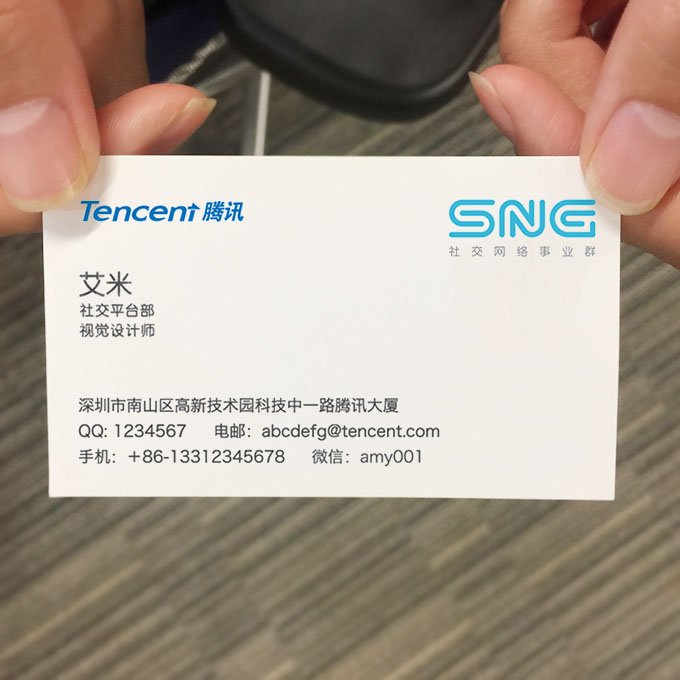 Tencent 腾讯
SNG
社交网络事业群
艾米
社交平台部
视觉设计师
深圳市南山区高新技术园科技中一路腾讯大厦
QQ: 1234567 电邮：abcdefg@tencent.com
手机：+86-13312345678 微信：amy001